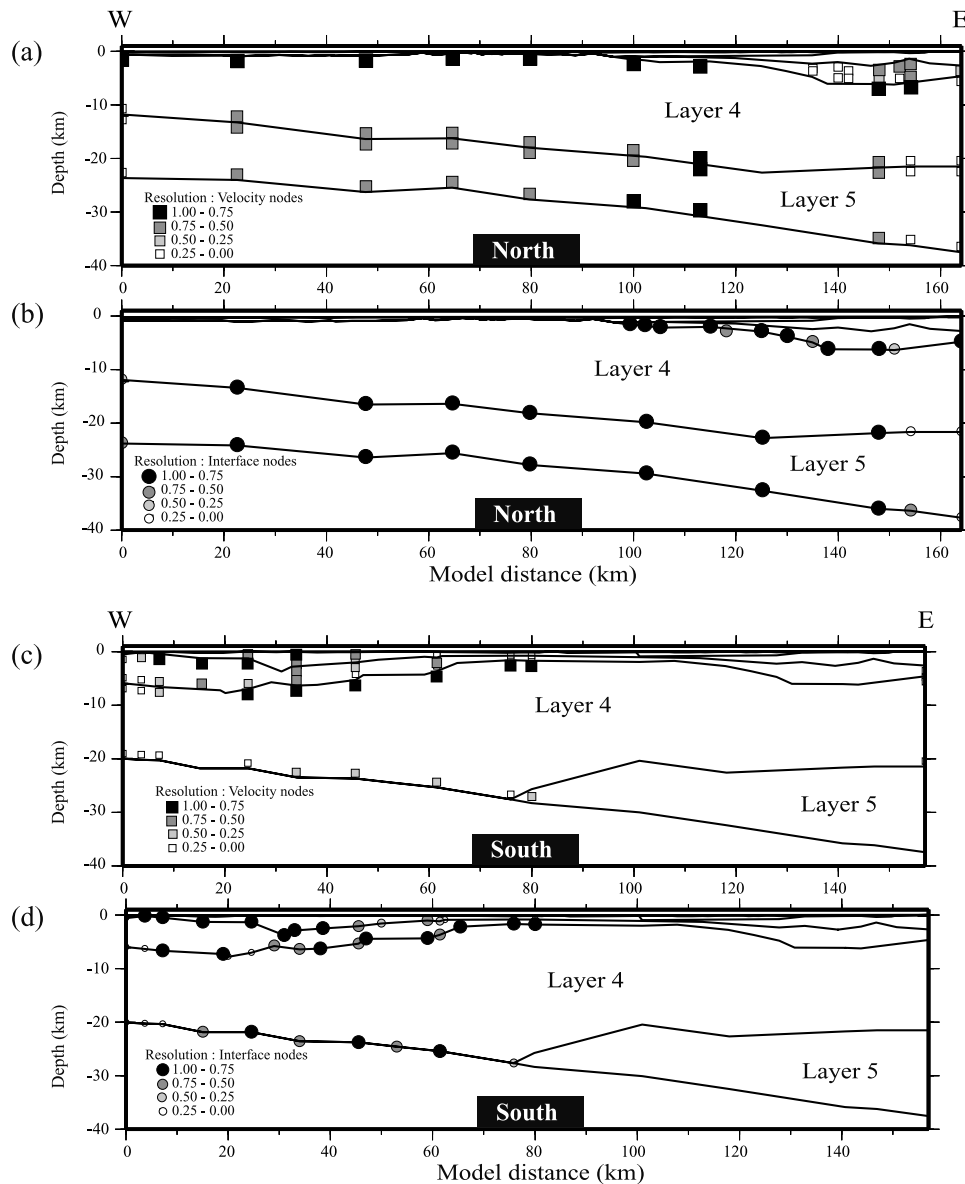 W E
(a)
0
-10
-20
-30
-40
Depth (km)
Layer 4
Layer 5
Resolution : Velocity nodes
1.00 - 0.75
0.75 - 0.50
0.50 - 0.25
0.25 - 0.00
North
0 20 40 60 80 100 120 140 160
(b)
0
-10
-20
-30
-40
Depth (km)
Layer 4
Layer 5
Resolution : Interface nodes
1.00 - 0.75
0.75 - 0.50
0.50 - 0.25
0.25 - 0.00
North
0 20 40 60 80 100 120 140 160
Model distance (km)
W E
(c)
0
-10
-20
-30
-40
Depth (km)
Layer 4
Layer 5
Resolution : Velocity nodes
1.00 - 0.75
0.75 - 0.50
0.50 - 0.25
0.25 - 0.00
South
0 20 40 60 80 100 120 140
(d)
0
-10
-20
-30
-40
Depth (km)
Layer 4
Layer 5
Resolution : Interface nodes
1.00 - 0.75
0.75 - 0.50
0.50 - 0.25
0.25 - 0.00
South
0 20 40 60 80 100 120 140
Model distance (km)